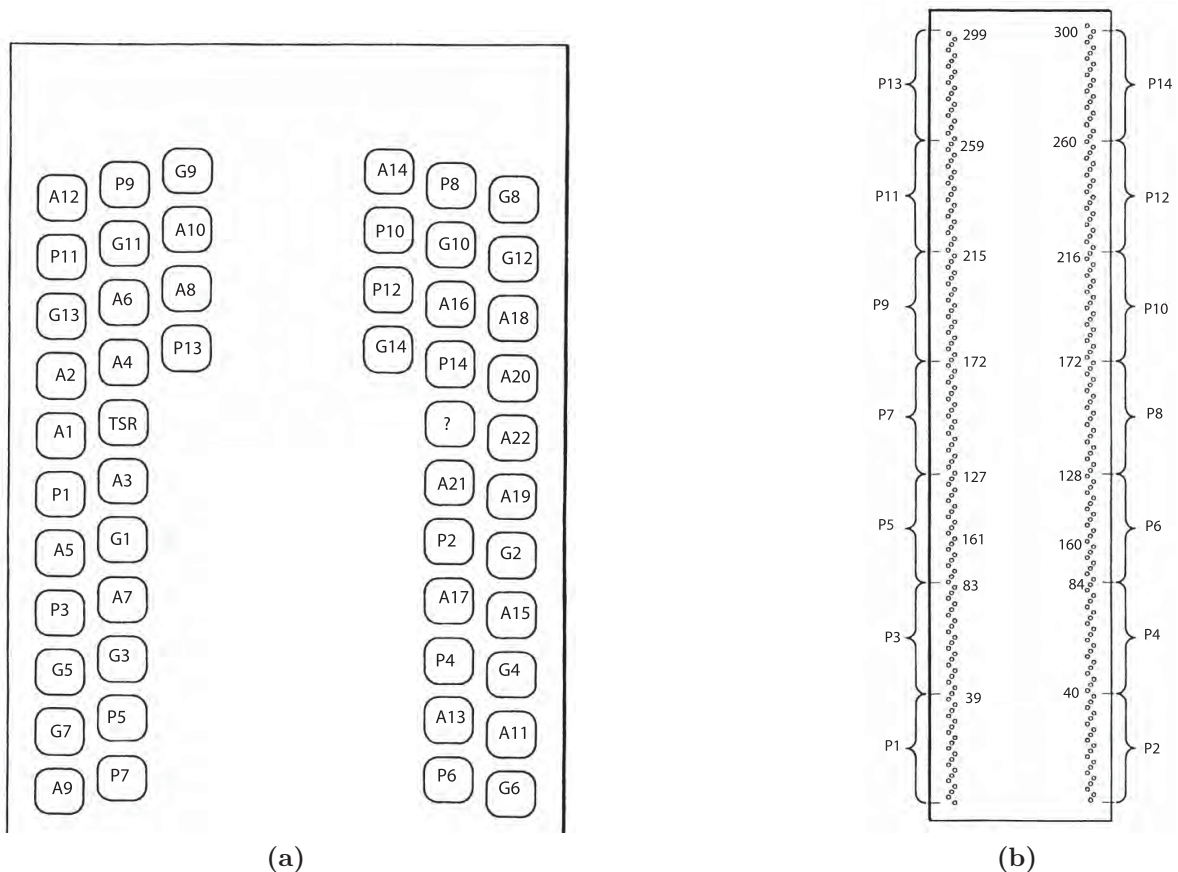 A12 P9 G9 A14 P8 G8
P11 G11 A10 P10 G10 G12
G13 A6 A8 P12 A16 A18
A2 A4 P13 G14 P14 A20
A1 TSR ? A22
P1 A3 A21 A19
A5 G1 P2 G2
P3 A7 A17 A15
G5 G3 P4 G4
G7 P5 A13 A11
A9 P7 P6 G6
(a)
299 300
P13 P14
259 260
P11 P12
215 216
P9 P10
172 172
P7 P8
127 128
P5 P6
161 160
83 84
P3 P4
39 40
P1 P2
(b)